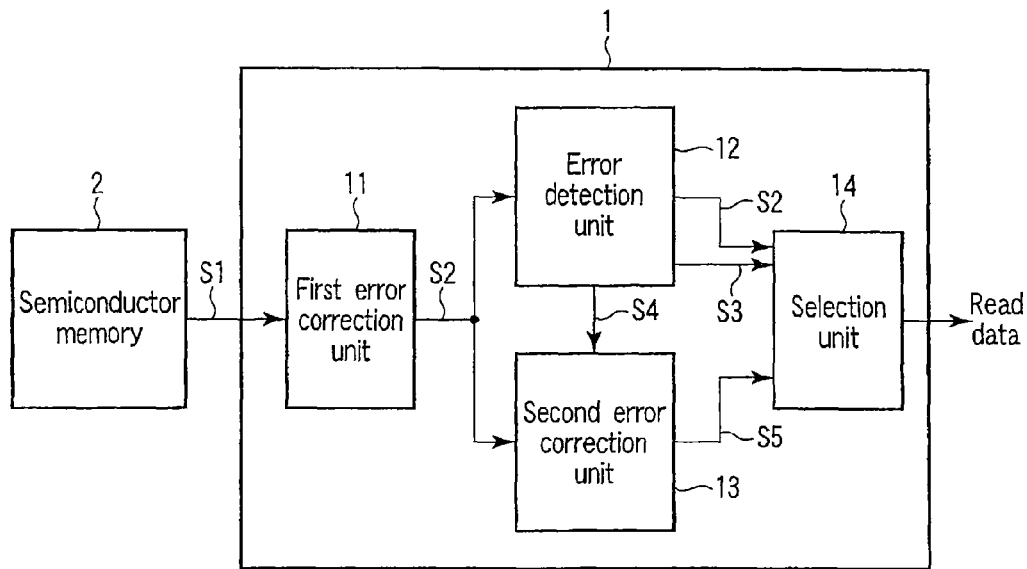 1
2
Semiconductor
memory
S1
11
First error
correction
unit
S2
12
Error
detection
unit
S2
S3
S4
13
Second error
correction
unit
S5
14
Selection
unit
Read
data